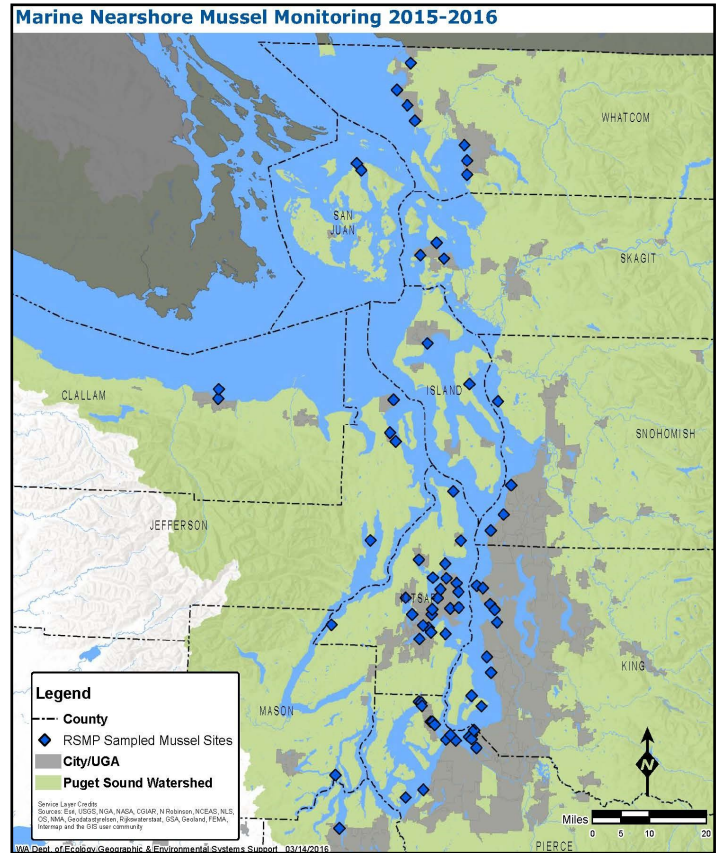 Marine Nearshore Mussel Monitoring 2015-2016
WHATCOM
SAN
JUAN
SKAGIT
CLALLAM
ISLAND
SNOHOMISH
JEFFERSON
KITSAP
KING
MASON
PIERCE
Legend
County
RSMP Sampled Mussel Sites
City/UGA
Puget Sound Watershed
Service Layer Credits
Sources: Esri, USGS, NGA, NASA, CGIAR, N Robinson, NCEAS, NLS,
OS, NMA, Geodatastyrelsen, Rijkswaterstaat, GSA, Geoland, FEMA,
Intermap and the GIS user community
N
Miles
0 5 10 20
WA Dept. of Ecology Geographic & Environmental Systems Support 03/14/2016